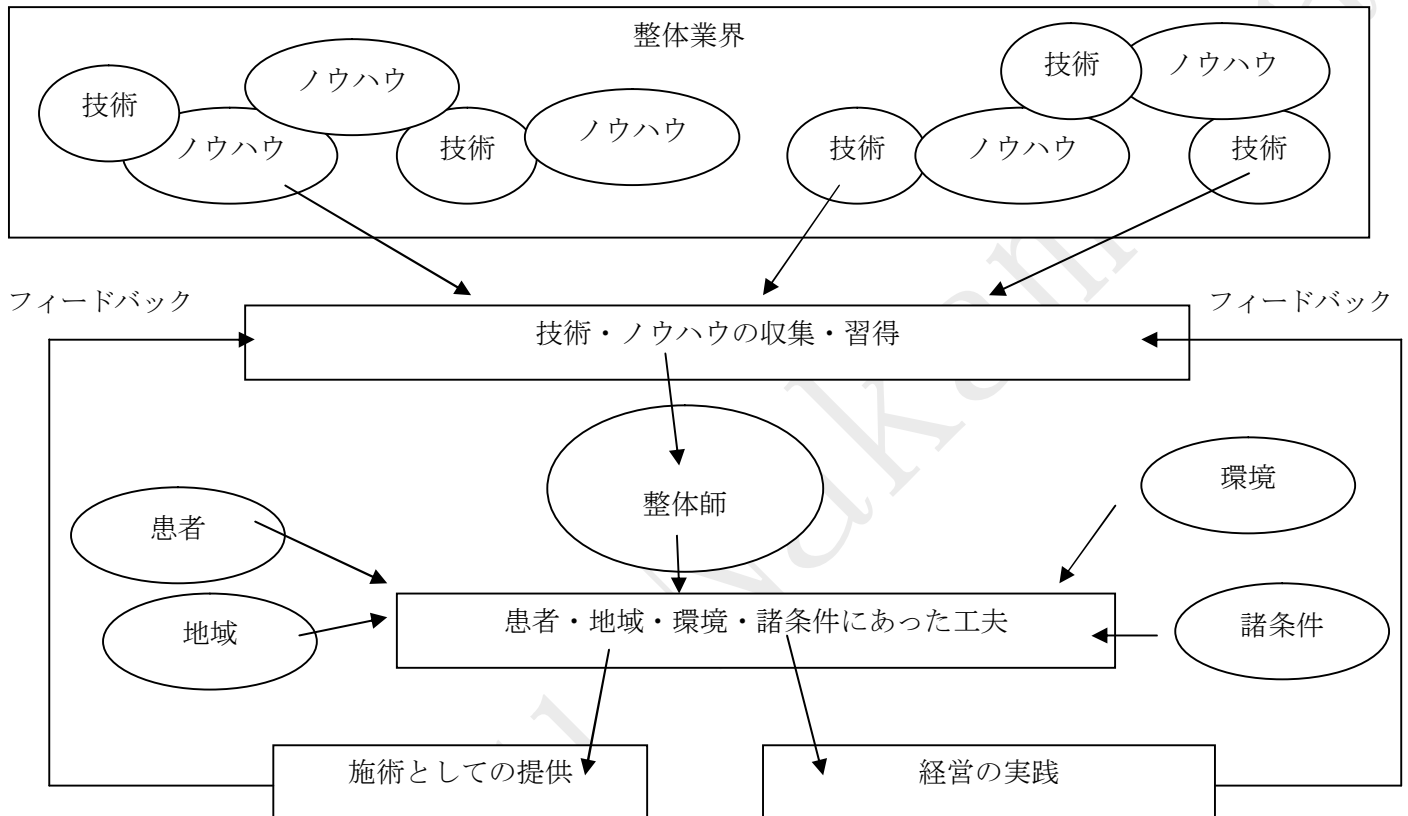 整体業界
技術
ノウハウ
ノウハウ
技術
ノウハウ
技術
ノウハウ
技術
ノウハウ
技術
フィードバック
フィードバック
技術・ノウハウの収集・習得
整体師
患者
環境
地域
患者・地域・環境・諸条件にあった工夫
諸条件
施術としての提供
経営の実践